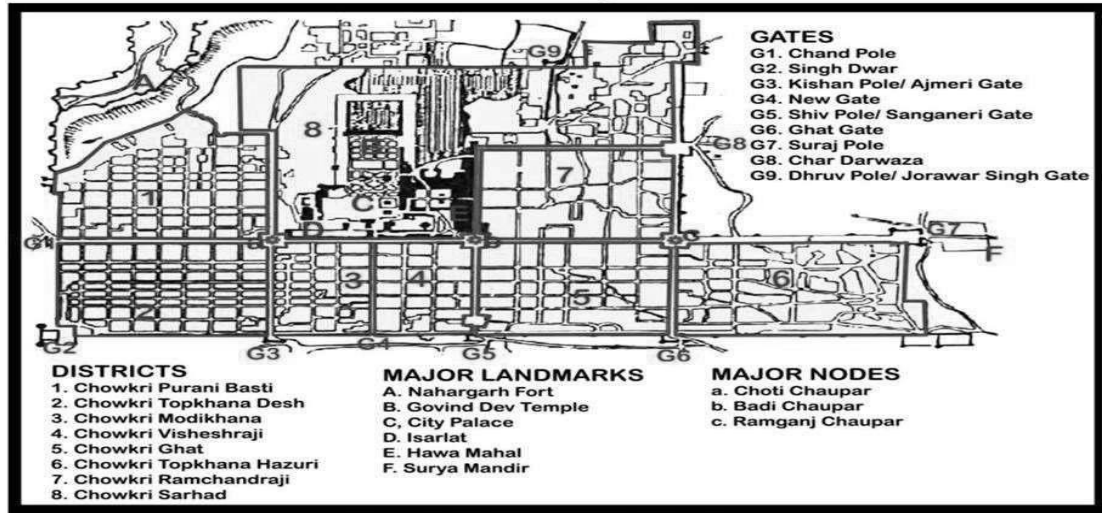 GATES
G1. Chand Pole
G2. Singh Dwar
G3. Kishan Pole/ Ajmeri Gate
G4. New Gate
G5. Shiv Pole/ Sanganeri Gate
G6. Ghat Gate
G7. Suraj Pole
G8. Char Darwaza
G9. Dhruv Pole/ Jorawar Singh Gate
G9
A
8
G8
7
1
C
D
G1
a
b
c
G7
F
3
4
5
6
2
G2
G3
G4
G5
G6
DISTRICTS
1. Chowkri Purani Basti
2. Chowkri Topkhana Desh
3. Chowkri Modikhana
4. Chowkri Visheshraji
5. Chowkri Ghat
6. Chowkri Topkhana Hazuri
7. Chowkri Ramchandraji
8. Chowkri Sarhad
MAJOR LANDMARKS
A. Nahargarh Fort
B. Govind Dev Temple
C, City Palace
D. Isarlat
E. Hawa Mahal
F. Surya Mandir
MAJOR NODES
a. Choti Chaupar
b. Badi Chaupar
c. Ramganj Chaupar